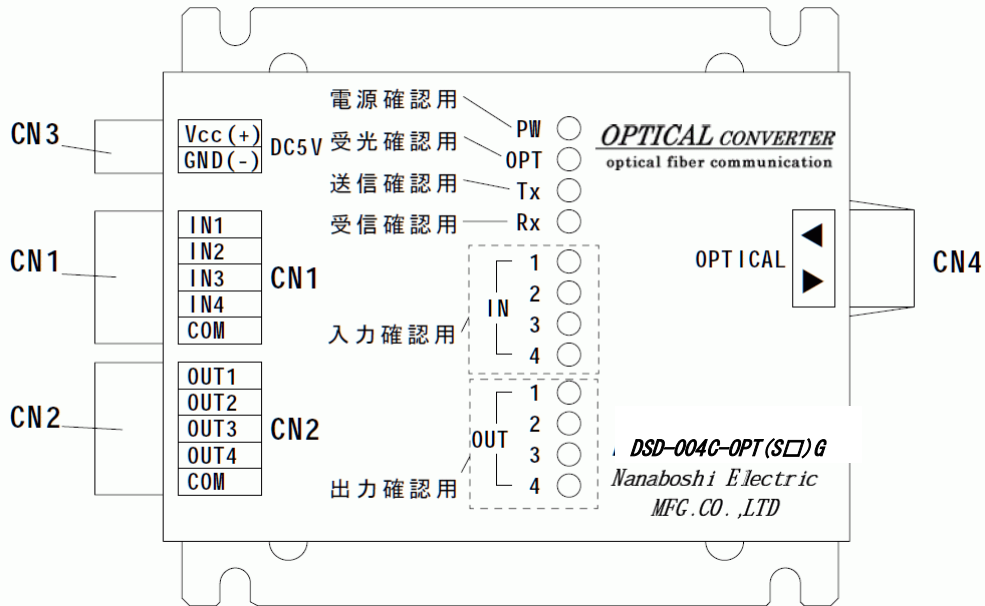 CN3
Vcc(+)
GND(-)
DC5V
電源確認用
PW
受光確認用
OPT
送信確認用
Tx
受信確認用
Rx
OPTICAL CONVERTER
optical fiber communication
CN1
IN1
IN2
IN3
IN4
COM
CN1
入力確認用
IN
1
2
3
4
OPTICAL
◀
▶
CN4
CN2
OUT1
OUT2
OUT3
OUT4
COM
CN2
出力確認用
OUT
1
2
3
4
DSD-004C-OPT(S□)G
Nanaboshi Electric
MFG.CO.,LTD